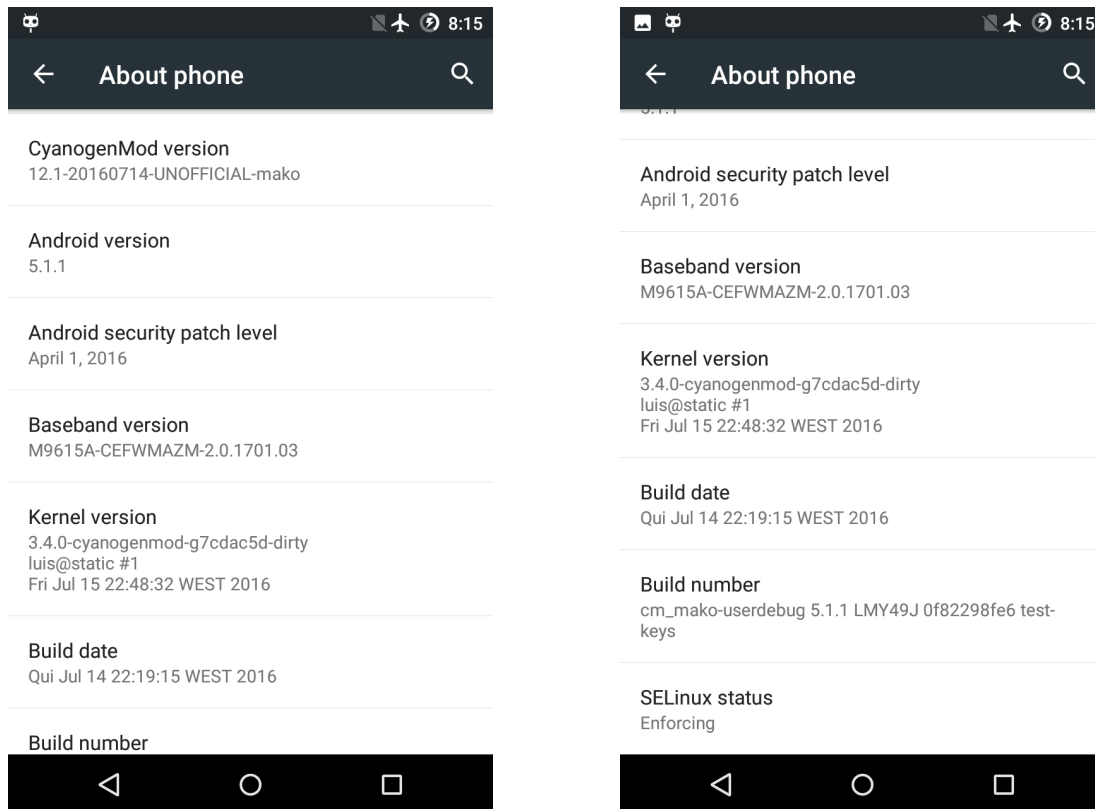 8:15
About phone
CyanogenMod version
12.1-20160714-UNOFFICIAL-mako
Android version
5.1.1
Android security patch level
April 1, 2016
Baseband version
M9615A-CEFWMAZM-2.0.1701.03
Kernel version
3.4.0-cyanogenmod-g7cdac5d-dirty
luis@static #1
Fri Jul 15 22:48:32 WEST 2016
Build date
Qui Jul 14 22:19:15 WEST 2016
Build number
8:15
About phone
5.1.1
Android security patch level
April 1, 2016
Baseband version
M9615A-CEFWMAZM-2.0.1701.03
Kernel version
3.4.0-cyanogenmod-g7cdac5d-dirty
luis@static #1
Fri Jul 15 22:48:32 WEST 2016
Build date
Qui Jul 14 22:19:15 WEST 2016
Build number
cm_mako-userdebug 5.1.1 LMY49J 0f82298fe6 test-
keys
SELinux status
Enforcing